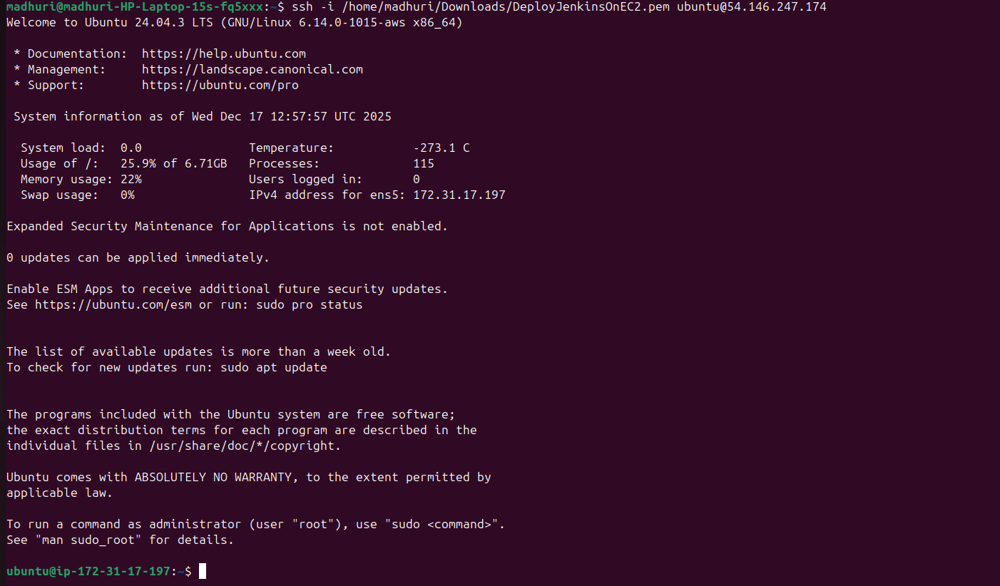 madhuri@madhuri-HP-Laptop-15s-fq5xxx:~$ ssh -i /home/madhuri/Downloads/DeployJenkinsOnEC2.pem ubuntu@54.146.247.174
Welcome to Ubuntu 24.04.3 LTS (GNU/Linux 6.14.0-1015-aws x86_64)

 * Documentation:  https://help.ubuntu.com
 * Management:     https://landscape.canonical.com
 * Support:        https://ubuntu.com/pro

 System information as of Wed Dec 17 12:57:57 UTC 2025

  System load:  0.0               Temperature:           -273.1 C
  Usage of /:   25.9% of 6.71GB   Processes:             115
  Memory usage: 22%               Users logged in:       0
  Swap usage:   0%                IPv4 address for ens5: 172.31.17.197

Expanded Security Maintenance for Applications is not enabled.

0 updates can be applied immediately.

Enable ESM Apps to receive additional future security updates.
See https://ubuntu.com/esm or run: sudo pro status

The list of available updates is more than a week old.
To check for new updates run: sudo apt update

The programs included with the Ubuntu system are free software;
the exact distribution terms for each program are described in the
individual files in /usr/share/doc/*/copyright.

Ubuntu comes with ABSOLUTELY NO WARRANTY, to the extent permitted by
applicable law.

To run a command as administrator (user "root"), use "sudo <command>".
See "man sudo_root" for details.

ubuntu@ip-172-31-17-197:~$